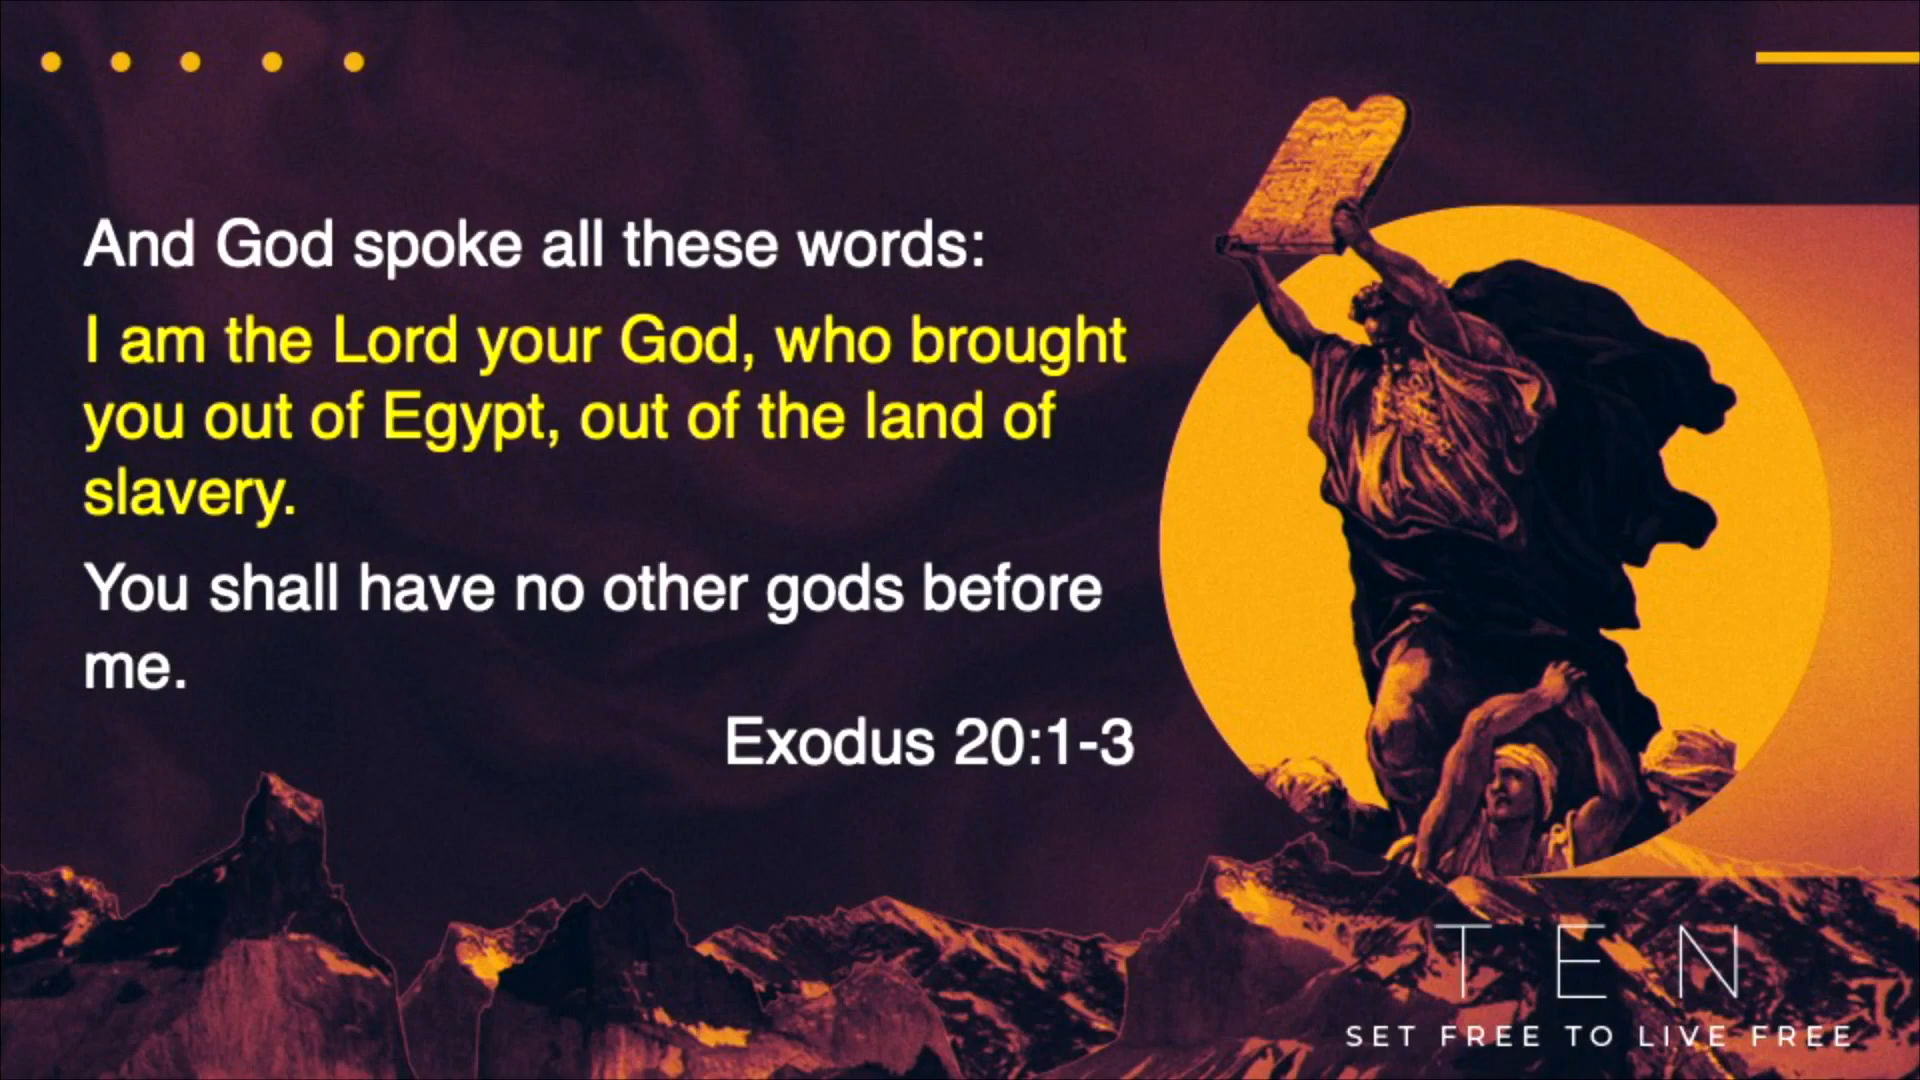 And God spoke all these words:
I am the Lord your God, who brought
you out of Egypt, out of the land of
slavery.
You shall have no other gods before
me.
Exodus 20:1-3
TEN
SET FREE TO LIVE FREE